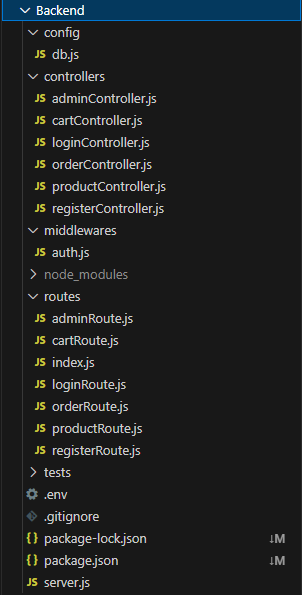 Backend
config
JS db.js
controllers
JS adminController.js
JS cartController.js
JS loginController.js
JS orderController.js
JS productController.js
JS registerController.js
middlewares
JS auth.js
node_modules
routes
JS adminRoute.js
JS cartRoute.js
JS index.js
JS loginRoute.js
JS orderRoute.js
JS productRoute.js
JS registerRoute.js
tests
.env
.gitignore
{} package-lock.json ↓M
{} package.json ↓M
JS server.js